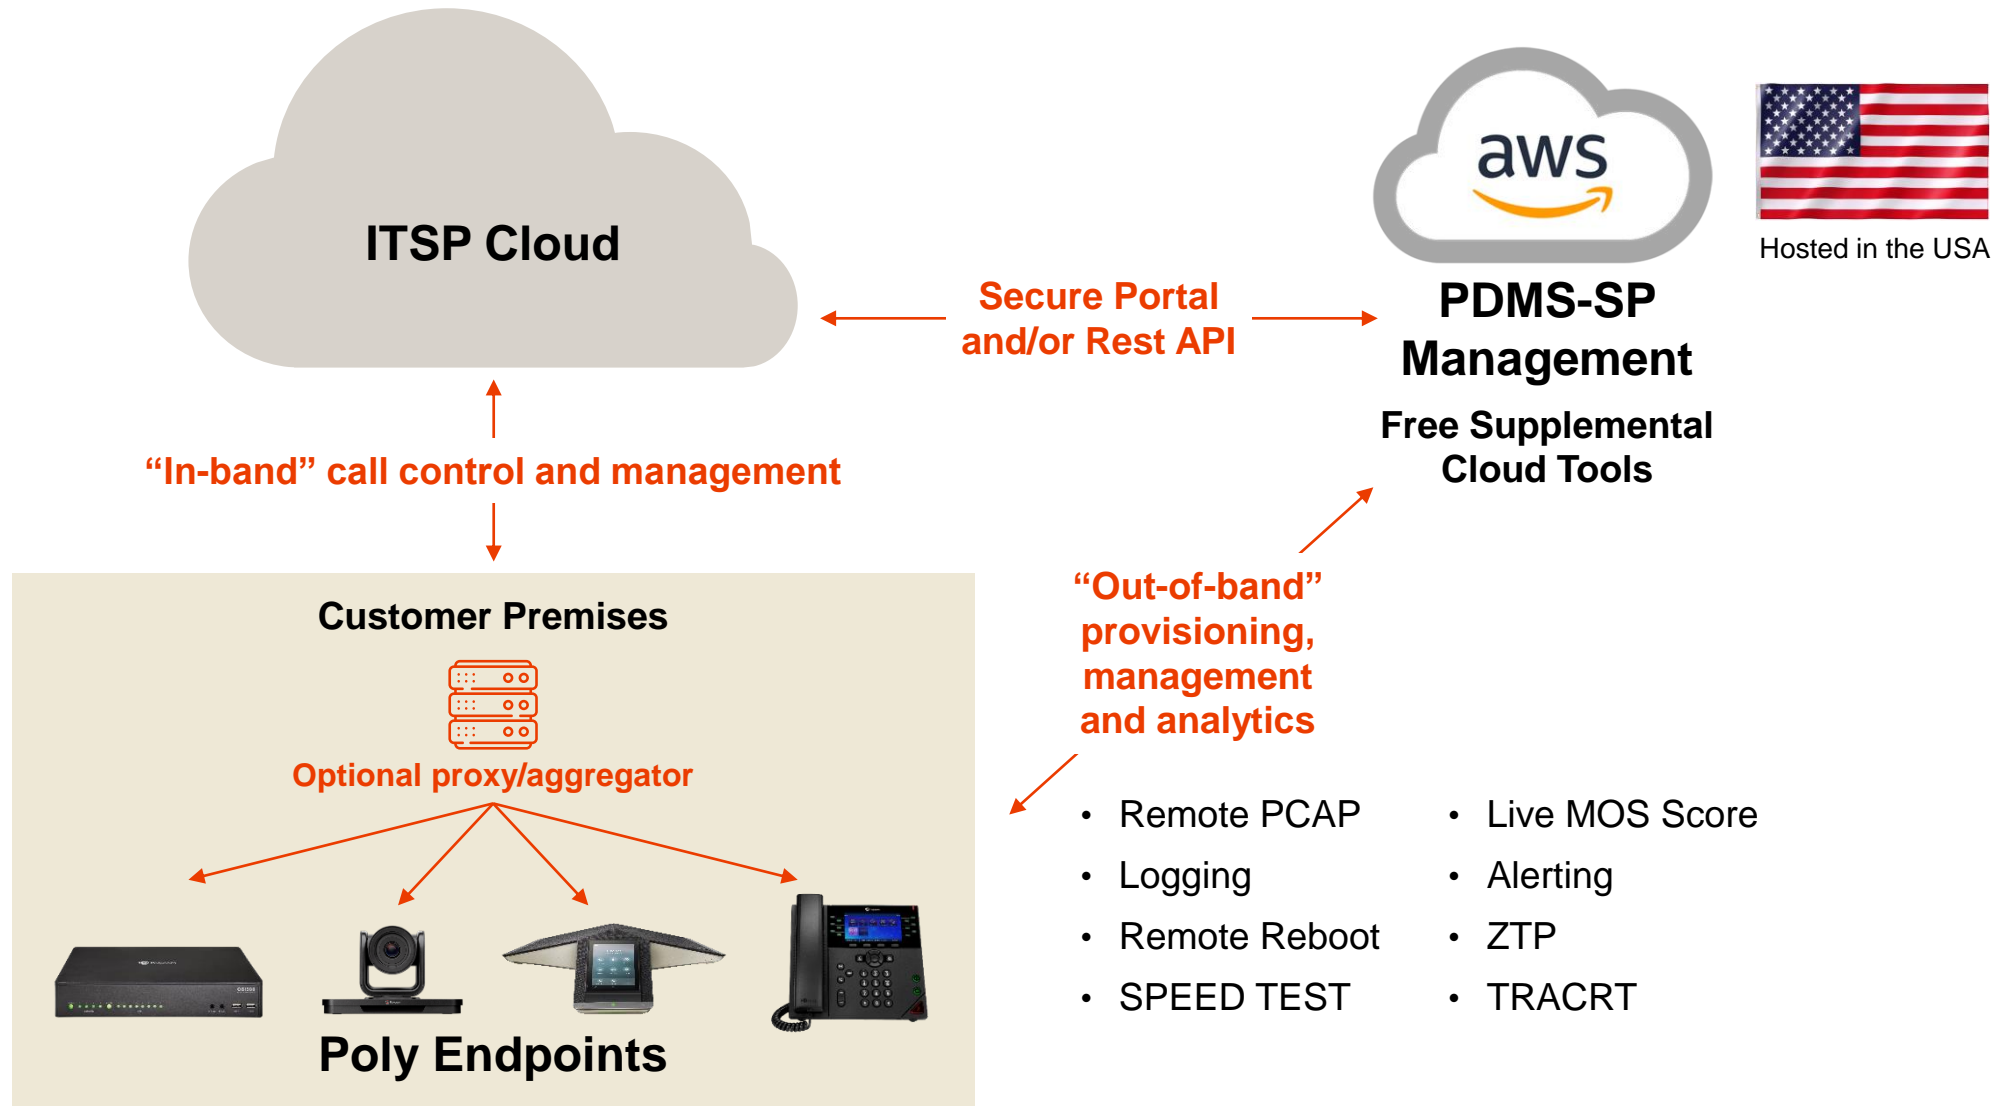 ITSP Cloud
aws
Hosted in the USA
Secure Portal
and/or Rest API
PDMS-SP
Management
Free Supplemental
Cloud Tools
“In-band” call control and management
“Out-of-band”
provisioning,
management
and analytics
Customer Premises
Optional proxy/aggregator
Poly Endpoints
• Remote PCAP
• Logging
• Remote Reboot
• SPEED TEST
• Live MOS Score
• Alerting
• ZTP
• TRACRT